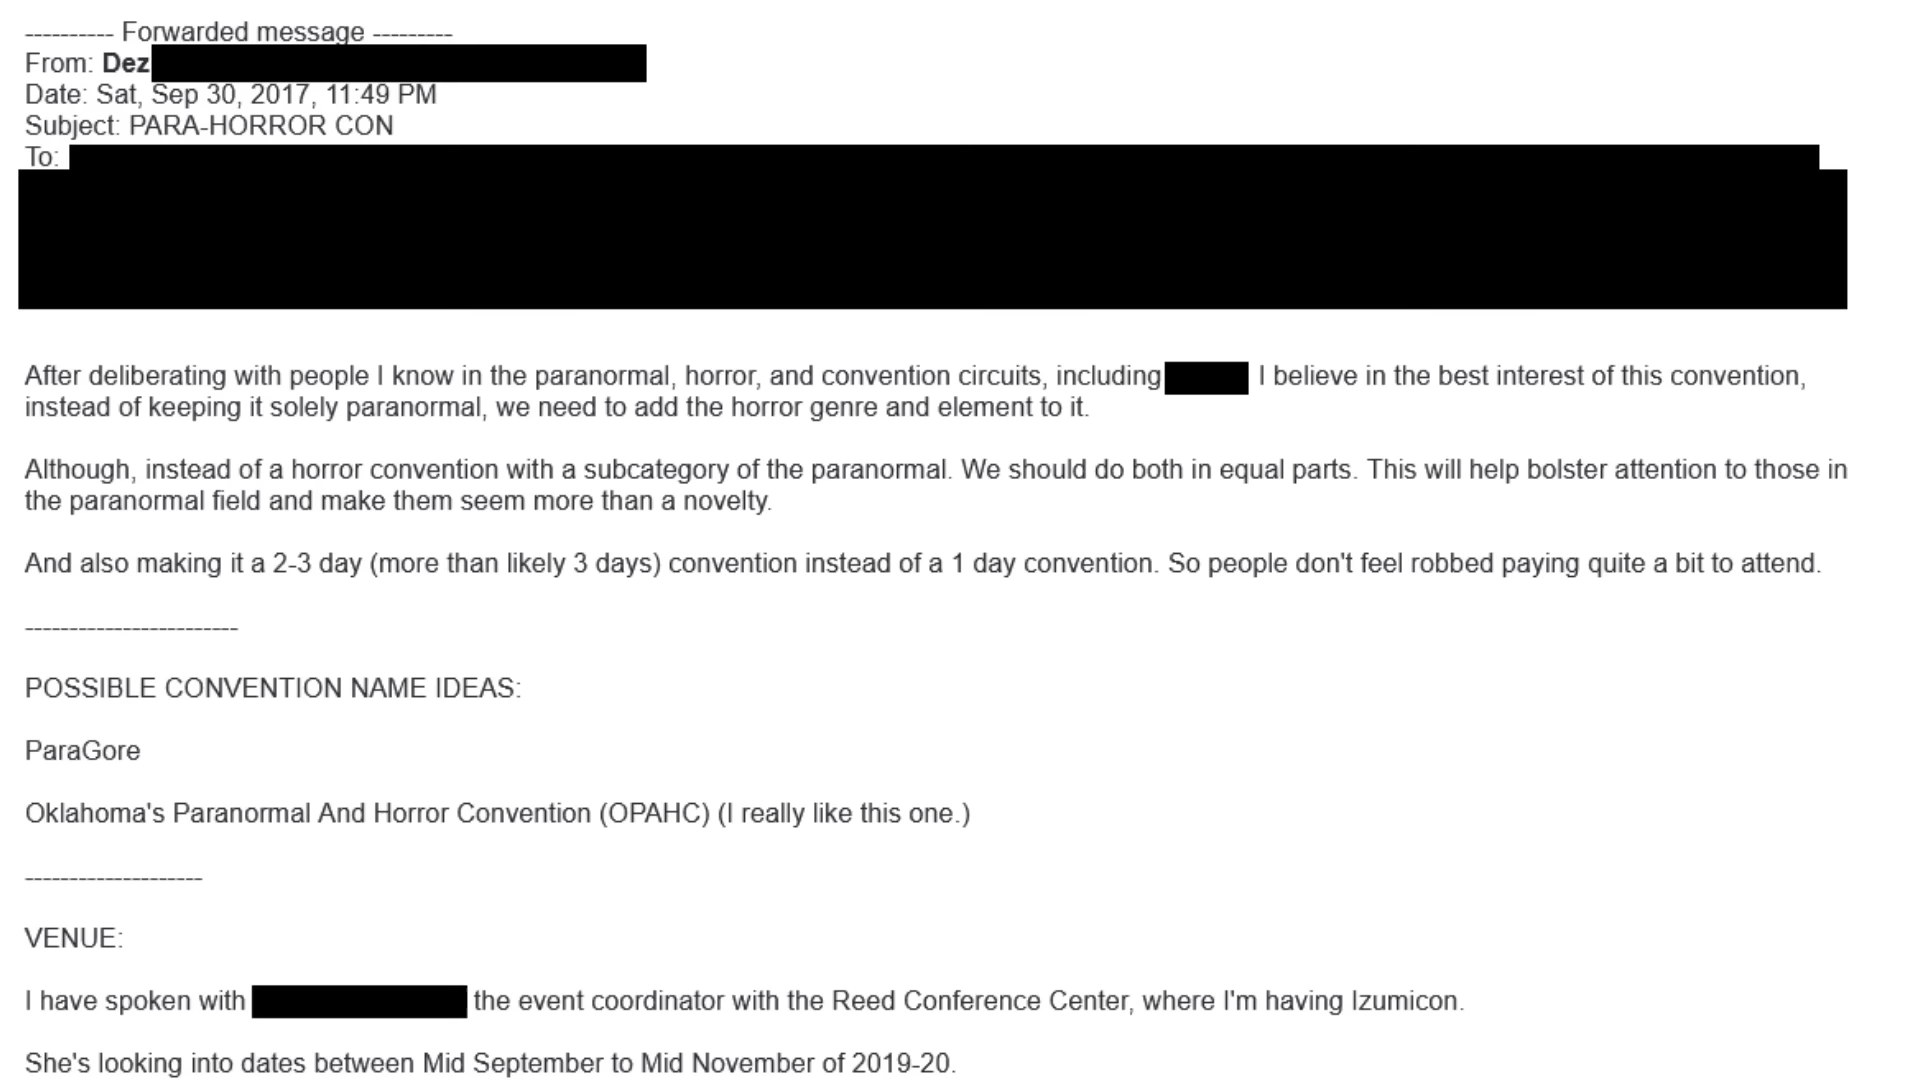 ---------- Forwarded message ---------
From: Dez
Date: Sat, Sep 30, 2017, 11:49 PM
Subject: PARA-HORROR CON
To:
After deliberating with people I know in the paranormal, horror, and convention circuits, including I believe in the best interest of this convention,
instead of keeping it solely paranormal, we need to add the horror genre and element to it.
Although, instead of a horror convention with a subcategory of the paranormal. We should do both in equal parts. This will help bolster attention to those in
the paranormal field and make them seem more than a novelty.
And also making it a 2-3 day (more than likely 3 days) convention instead of a 1 day convention. So people don't feel robbed paying quite a bit to attend.
------------------------
POSSIBLE CONVENTION NAME IDEAS:
ParaGore
Oklahoma's Paranormal And Horror Convention (OPAHC) (I really like this one.)
--------------------
VENUE:
I have spoken with the event coordinator with the Reed Conference Center, where I'm having Izumicon.
She's looking into dates between Mid September to Mid November of 2019-20.